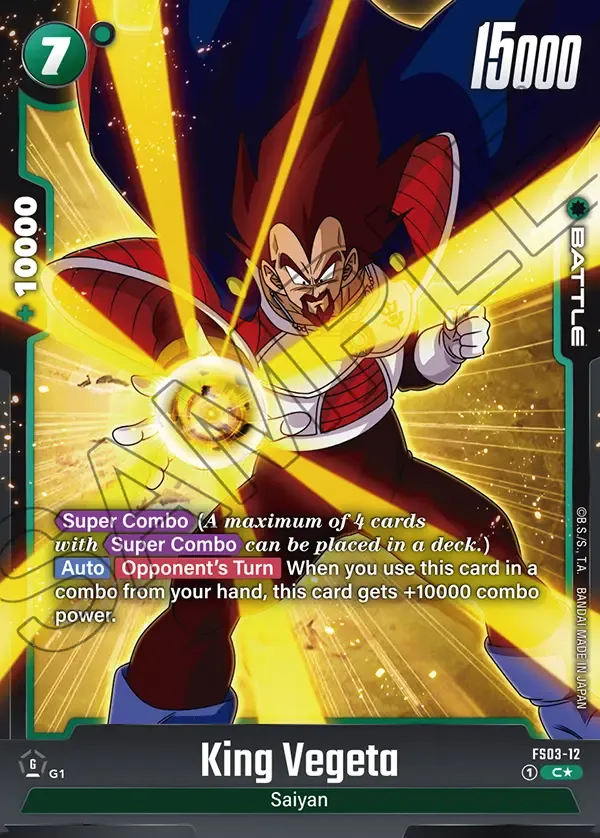 7
15000
+10000
BATTLE
SAMPLE
Super Combo (A maximum of 4 cards
with Super Combo can be placed in a deck.)
Auto Opponent's Turn When you use this card in a
combo from your hand, this card gets +10000 combo
power.
©B.S./S., T.A. BANDAI MADE IN JAPAN
King Vegeta
FS03-12
G G1
1 C★
Saiyan